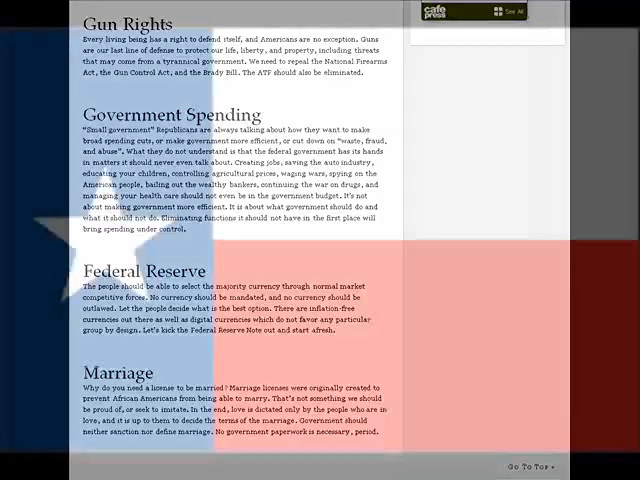 cafe press
See All
Gun Rights
Every living being has a right to defend itself, and Americans are no exception. Guns
are our last line of defense to protect our life, liberty, and property, including threats
that may come from a tyrannical government. We need to repeal the National Firearms
Act, the Gun Control Act, and the Brady Bill. The ATF should also be eliminated.
Government Spending
"Small government" Republicans are always talking about how they want to make
broad spending cuts, or make government more efficient, or cut down on "waste, fraud,
and abuse". What they do not understand is that the federal government has its hands
in matters it should never even talk about. Creating jobs, saving the auto industry,
educating your children, controlling agricultural prices, waging wars, spying on the
American people, bailing out the wealthy bankers, continuing the war on drugs, and
managing your health care should not even be in the government budget. It's not
about making government more efficient. It is about what government should do and
what it should not do. Eliminating functions it should not have in the first place will
bring spending under control.
Federal Reserve
The people should be able to select the majority currency through normal market
competitive forces. No currency should be mandated, and no currency should be
outlawed. Let the people decide what is the best option. There are inflation-free
currencies out there as well as digital currencies which do not favor any particular
group by design. Let's kick the Federal Reserve Note out and start afresh.
Marriage
Why do you need a license to be married? Marriage licenses were originally created to
prevent African Americans from being able to marry. That's not something we should
be proud of, or seek to imitate. In the end, love is dictated only by the people who are in
love, and it is up to them to decide the terms of the marriage. Government should
neither sanction nor define marriage. No government paperwork is necessary, period.
Go To Top